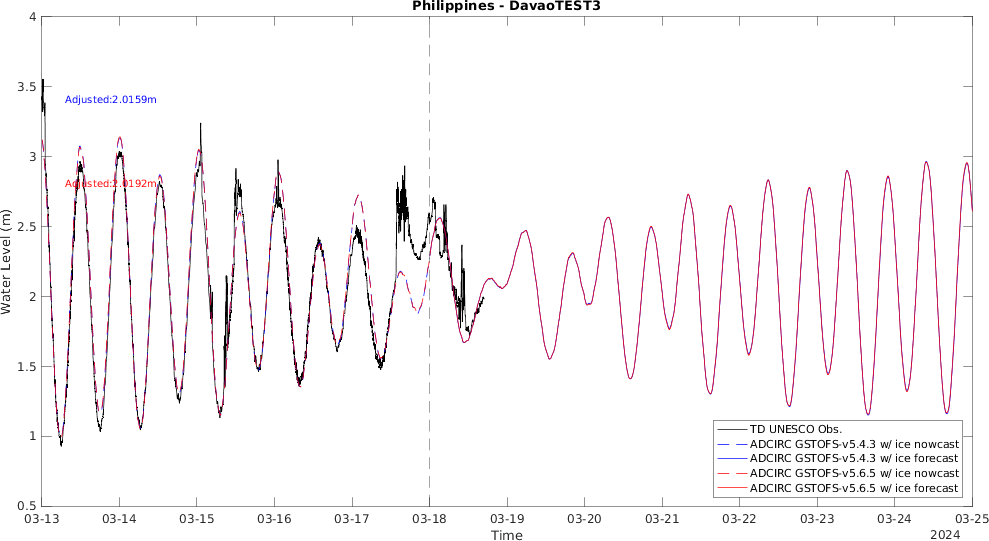 Philippines - DavaoTEST3
4
3.5
3
2.5
2
1.5
1
0.5
Water Level (m)
Adjusted:2.0159m
Adjusted:2.0192m
TD UNESCO Obs.
ADCIRC GSTOFS-v5.4.3 w/ ice nowcast
ADCIRC GSTOFS-v5.4.3 w/ ice forecast
ADCIRC GSTOFS-v5.6.5 w/ ice nowcast
ADCIRC GSTOFS-v5.6.5 w/ ice forecast
03-13 03-14 03-15 03-16 03-17 03-18 03-19 03-20 03-21 03-22 03-23 03-24 03-25
Time
2024